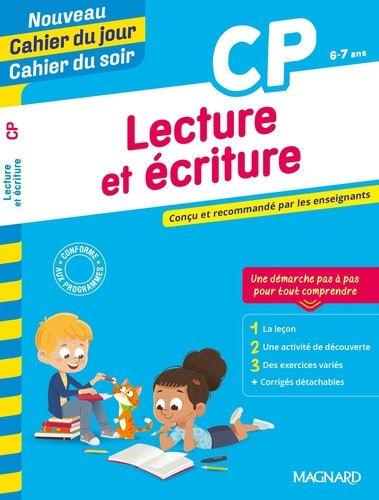 Nouveau
Cahier du jour
Cahier du soir
CP
6-7 ans
Lecture et écriture
CP
Lecture
et écriture
Conçu et recommandé par les enseignants
CONFORME
AUX PROGRAMMES
Une démarche pas à pas
pour tout comprendre
1 La leçon
2 Une activité de découverte
3 Des exercices variés
+ Corrigés détachables
MAGNARD